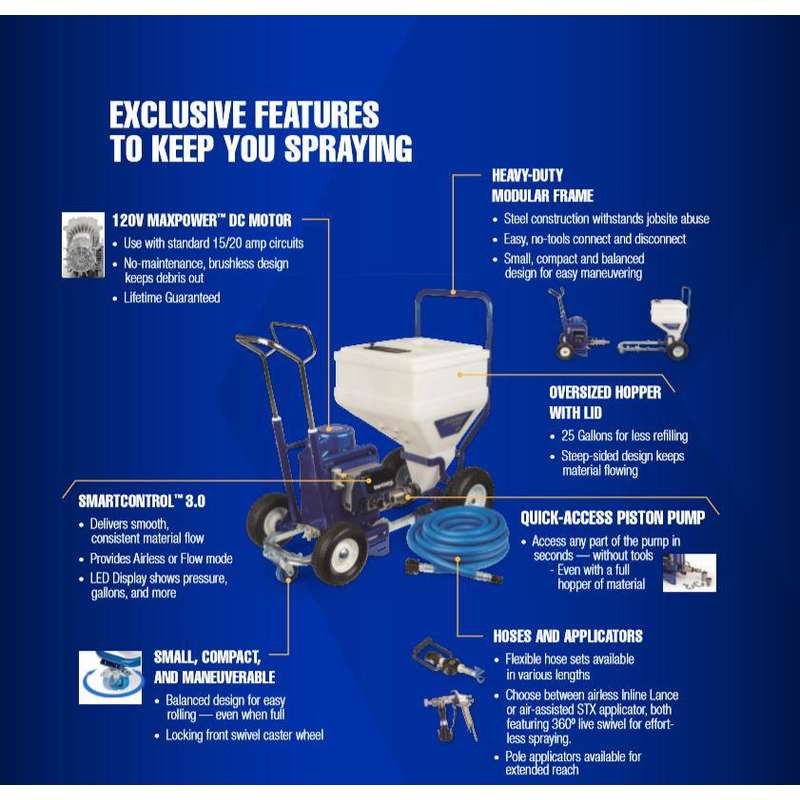 EXCLUSIVE FEATURES
TO KEEP YOU SPRAYING
HEAVY-DUTY
MODULAR FRAME
• Steel construction withstands jobsite abuse
• Easy, no-tools connect and disconnect
• Small, compact and balanced
design for easy maneuvering
120V MAXPOWER™ DC MOTOR
• Use with standard 15/20 amp circuits
• No-maintenance, brushless design
keeps debris out
• Lifetime Guaranteed
OVERSIZED HOPPER
WITH LID
• 25 Gallons for less refilling
• Steep-sided design keeps
material flowing
SMARTCONTROL™ 3.0
• Delivers smooth,
consistent material flow
• Provides Airless or Flow mode
• LED Display shows pressure,
gallons, and more
QUICK-ACCESS PISTON PUMP
• Access any part of the pump in
seconds — without tools
- Even with a full
hopper of material
SMALL, COMPACT,
AND MANEUVERABLE
• Balanced design for easy
rolling — even when full
• Locking front swivel caster wheel
HOSES AND APPLICATORS
• Flexible hose sets available
in various lengths
• Choose between airless Inline Lance
or air-assisted STX applicator, both
featuring 360º live swivel for effort-
less spraying.
• Pole applicators available for
extended reach